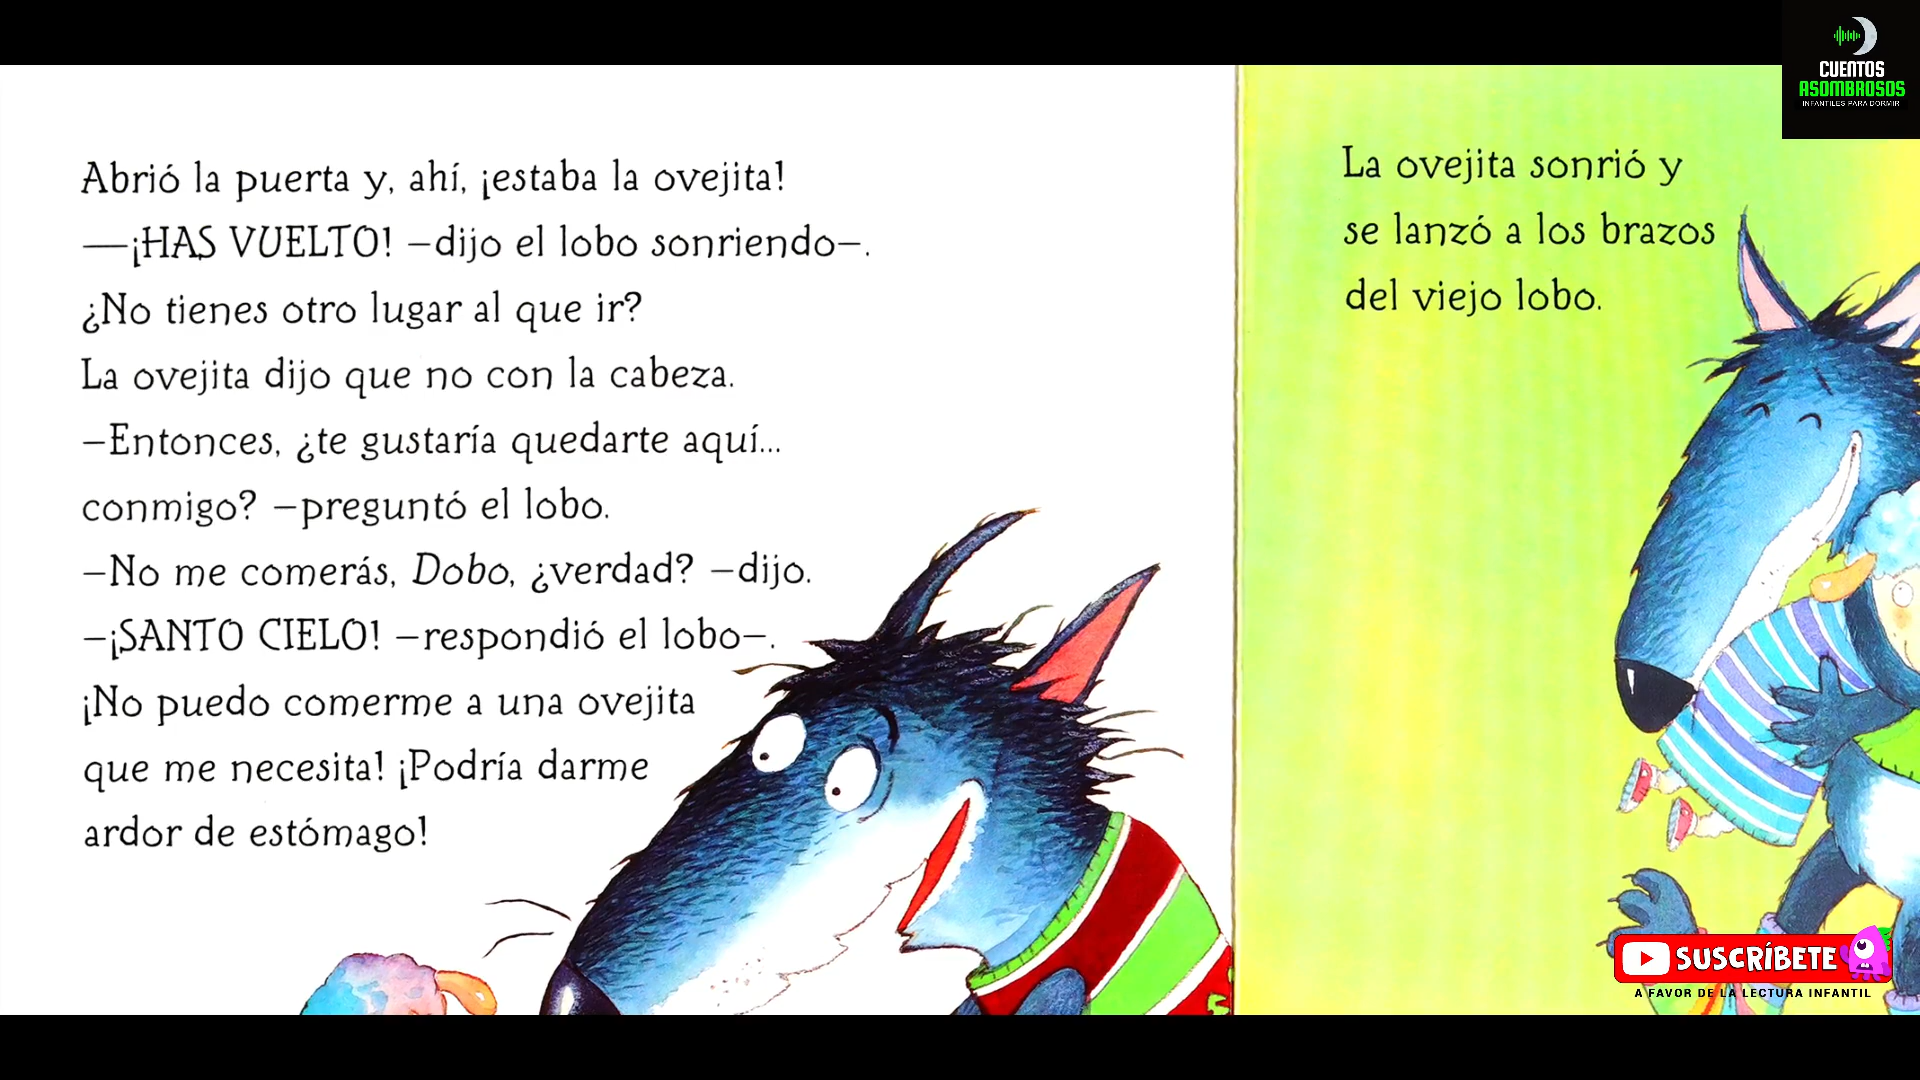 Abrió la puerta y, ahí, ¡estaba la ovejita!
—¡HAS VUELTO! –dijo el lobo sonriendo–.
¿No tienes otro lugar al que ir?
La ovejita dijo que no con la cabeza.
–Entonces, ¿te gustaría quedarte aquí...
conmigo? –preguntó el lobo.
–No me comerás, Dobo, ¿verdad? –dijo.
–¡SANTO CIELO! –respondió el lobo–.
¡No puedo comerme a una ovejita
que me necesita! ¡Podría darme
ardor de estómago!
La ovejita sonrió y
se lanzó a los brazos
del viejo lobo.
CUENTOS
ASOMBROSOS
INFANTILES PARA DORMIR
SUSCRÍBETE
A FAVOR DE LA LECTURA INFANTIL